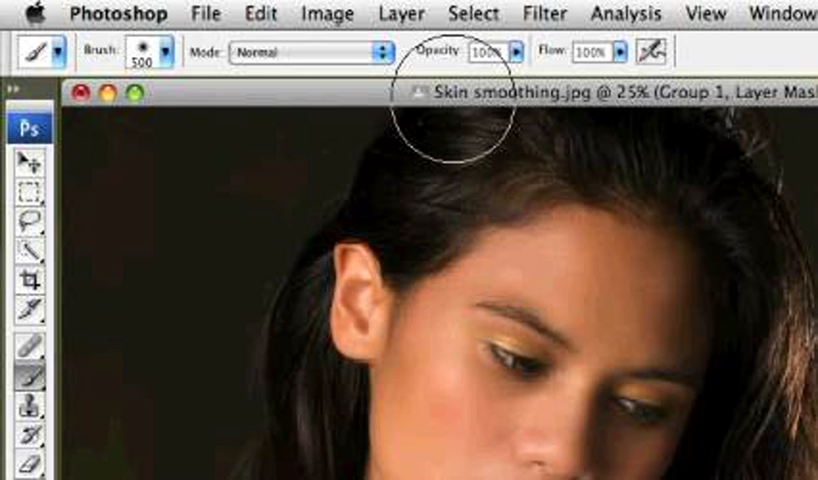 Photoshop File Edit Image Layer Select Filter Analysis View Window
Brush: 500 Mode: Normal Opacity: 100% Flow: 100%
Skin smoothing.jpg @ 25% (Group 1, Layer Mas
Ps